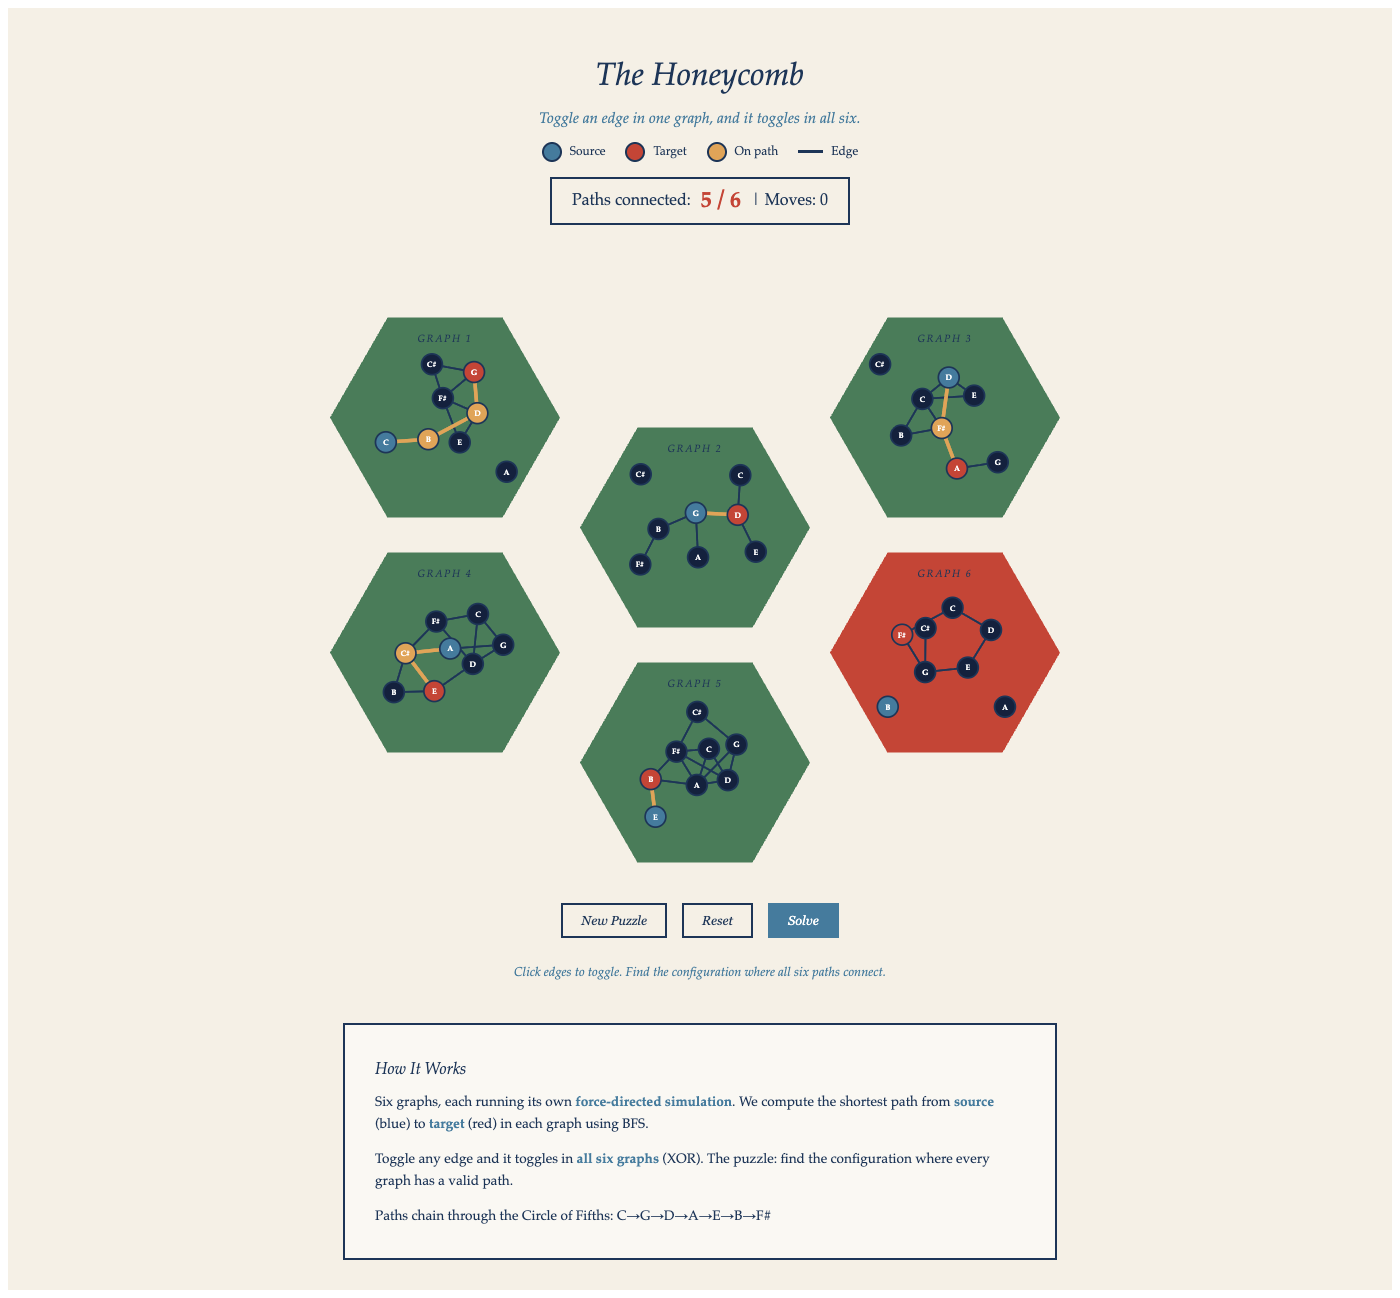 The Honeycomb
Toggle an edge in one graph, and it toggles in all six.
Source Target On path Edge
Paths connected: 5 / 6 | Moves: 0
GRAPH 1
C#
G
F#
D
C
B
E
A
GRAPH 2
C#
C
G
D
B
A
E
F#
GRAPH 3
C#
D
C
E
B
F#
A
G
GRAPH 4
F#
C
C#
A
G
D
B
E
GRAPH 5
C#
F#
C
G
B
A
D
E
GRAPH 6
C
F#
C#
D
G
E
B
A
New Puzzle
Reset
Solve
Click edges to toggle. Find the configuration where all six paths connect.
How It Works
Six graphs, each running its own force-directed simulation. We compute the shortest path from source
(blue) to target (red) in each graph using BFS.
Toggle any edge and it toggles in all six graphs (XOR). The puzzle: find the configuration where every
graph has a valid path.
Paths chain through the Circle of Fifths: C→G→D→A→E→B→F#